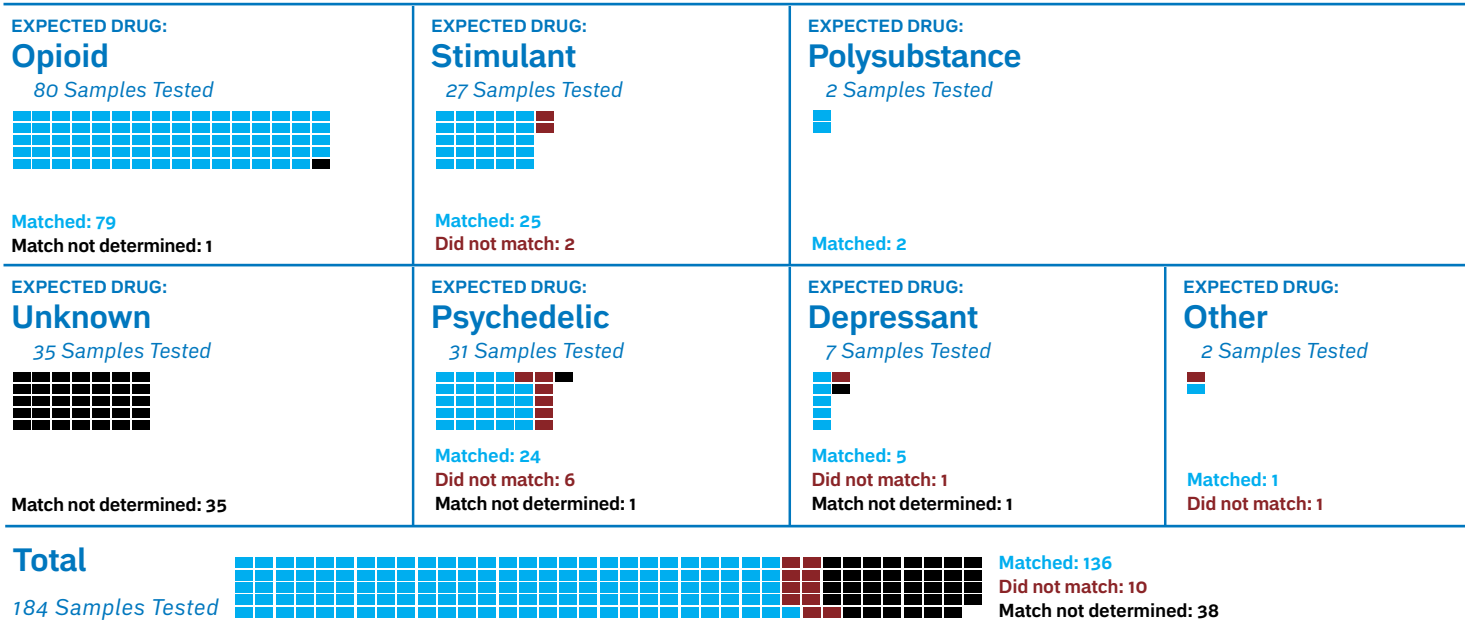 EXPECTED DRUG:
Opioid
80 Samples Tested
Matched: 79
Match not determined: 1
EXPECTED DRUG:
Stimulant
27 Samples Tested
Matched: 25
Did not match: 2
EXPECTED DRUG:
Polysubstance
2 Samples Tested
Matched: 2
EXPECTED DRUG:
Unknown
35 Samples Tested
Match not determined: 35
EXPECTED DRUG:
Psychedelic
31 Samples Tested
Matched: 24
Did not match: 6
Match not determined: 1
EXPECTED DRUG:
Depressant
7 Samples Tested
Matched: 5
Did not match: 1
Match not determined: 1
EXPECTED DRUG:
Other
2 Samples Tested
Matched: 1
Did not match: 1
Total
184 Samples Tested
Matched: 136
Did not match: 10
Match not determined: 38